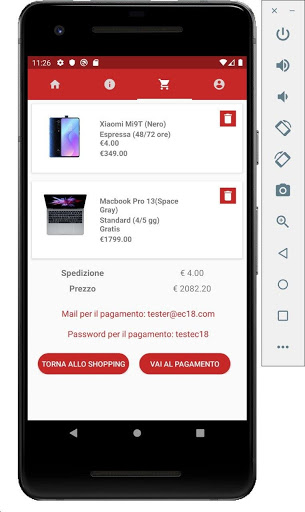 11:26
Xiaomi Mi9T (Nero)
Espressa (48/72 ore)
€4.00
€349.00
Macbook Pro 13(Space
Gray)
Standard (4/5 gg)
Gratis
€1799.00
Spedizione € 4.00
Prezzo € 2082.20
Mail per il pagamento: tester@ec18.com
Password per il pagamento: testec18
TORNA ALLO SHOPPING VAI AL PAGAMENTO